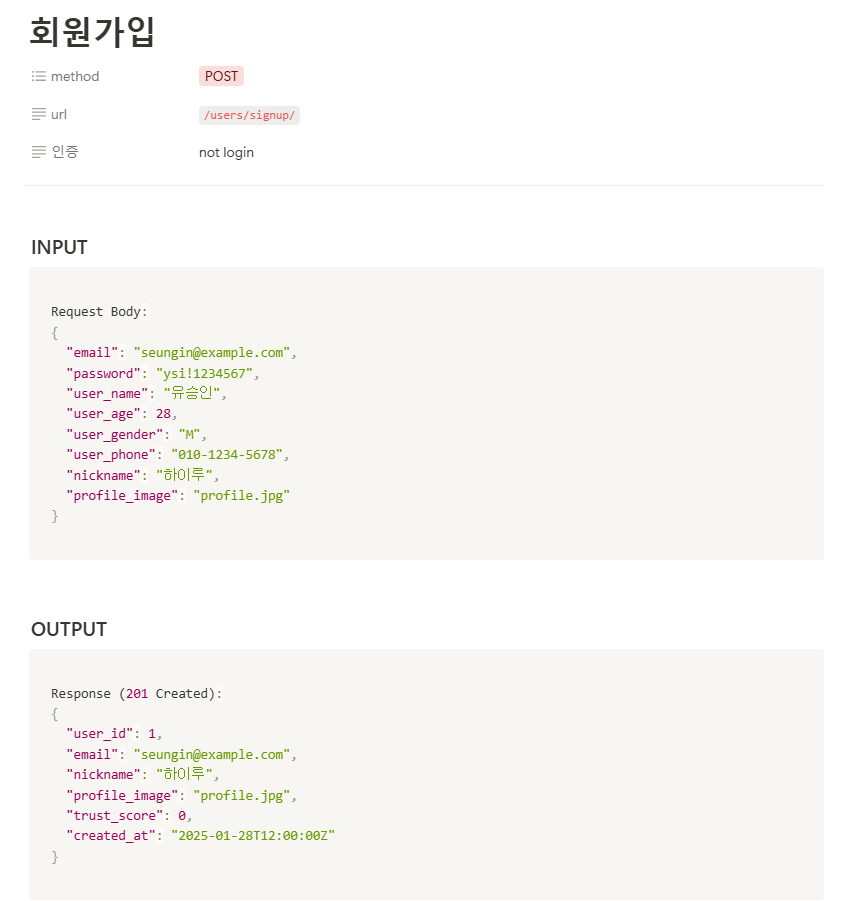 회원가입
method POST
url /users/signup/
인증 not login
INPUT
Request Body:
{
  "email": "seungin@example.com",
  "password": "ysi!1234567",
  "user_name": "유승인",
  "user_age": 28,
  "user_gender": "M",
  "user_phone": "010-1234-5678",
  "nickname": "하이루",
  "profile_image": "profile.jpg"
}
OUTPUT
Response (201 Created):
{
  "user_id": 1,
  "email": "seungin@example.com",
  "nickname": "하이루",
  "profile_image": "profile.jpg",
  "trust_score": 0,
  "created_at": "2025-01-28T12:00:00Z"
}